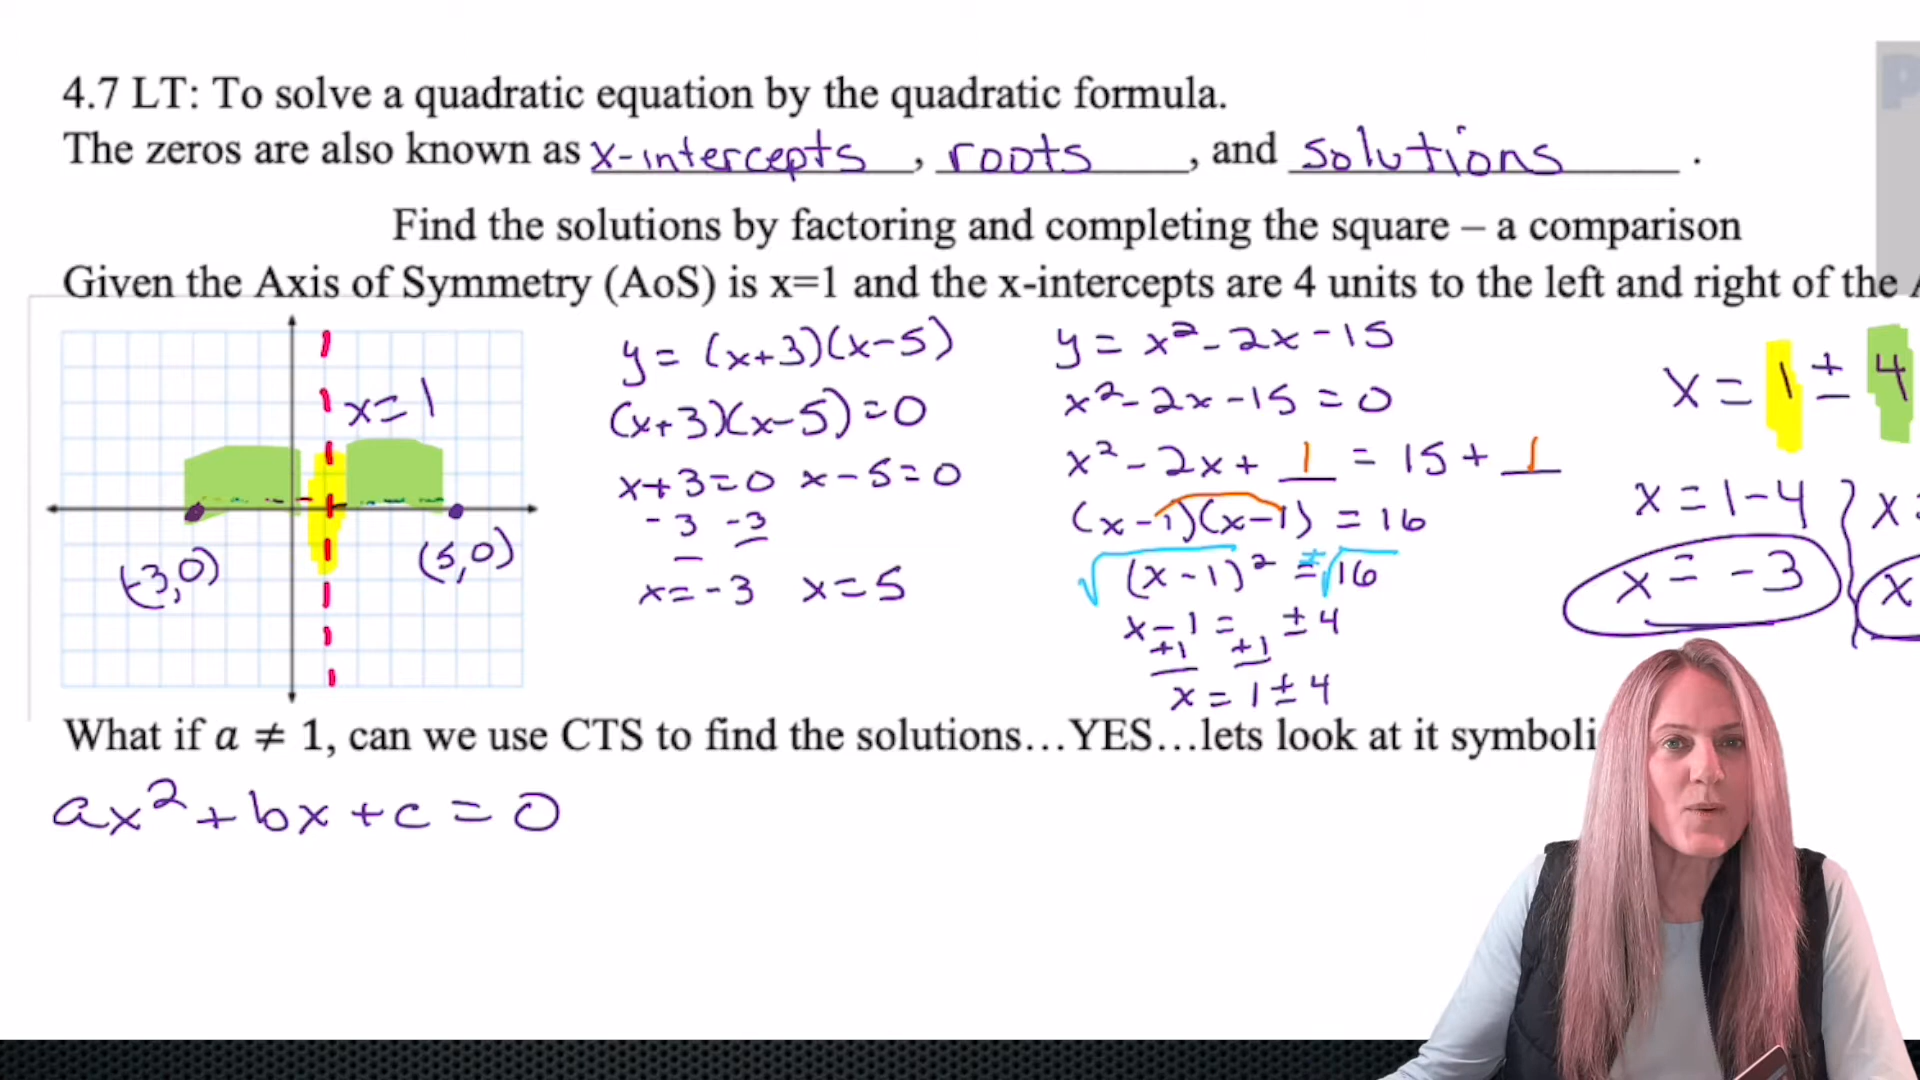 4.7 LT: To solve a quadratic equation by the quadratic formula.
The zeros are also known as x-intercepts, roots, and solutions.
Find the solutions by factoring and completing the square – a comparison
Given the Axis of Symmetry (AoS) is x=1 and the x-intercepts are 4 units to the left and right of the
x=1
(-3,0)
(5,0)
y = (x+3)(x-5)
(x+3)(x-5)=0
x+3=0 x-5=0
-3 -3
x=-3 x=5
y = x²-2x-15
x²-2x-15=0
x²-2x+ 1 = 15+ 1
(x-1)(x-1) = 16
√(x-1)² = ±√16
x-1 = ±4
+1 +1
x = 1±4
x = 1 ± 4
x = 1-4 x=
x = -3 x
What if a ≠ 1, can we use CTS to find the solutions…YES…lets look at it symboli
ax²+bx+c=0